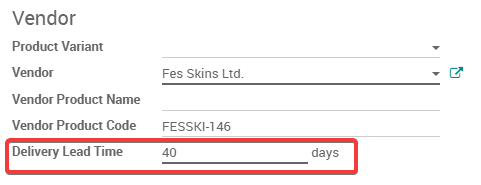 Vendor
Product Variant
Vendor Fes Skins Ltd.
Vendor Product Name
Vendor Product Code FESSKI-146
Delivery Lead Time 40 days